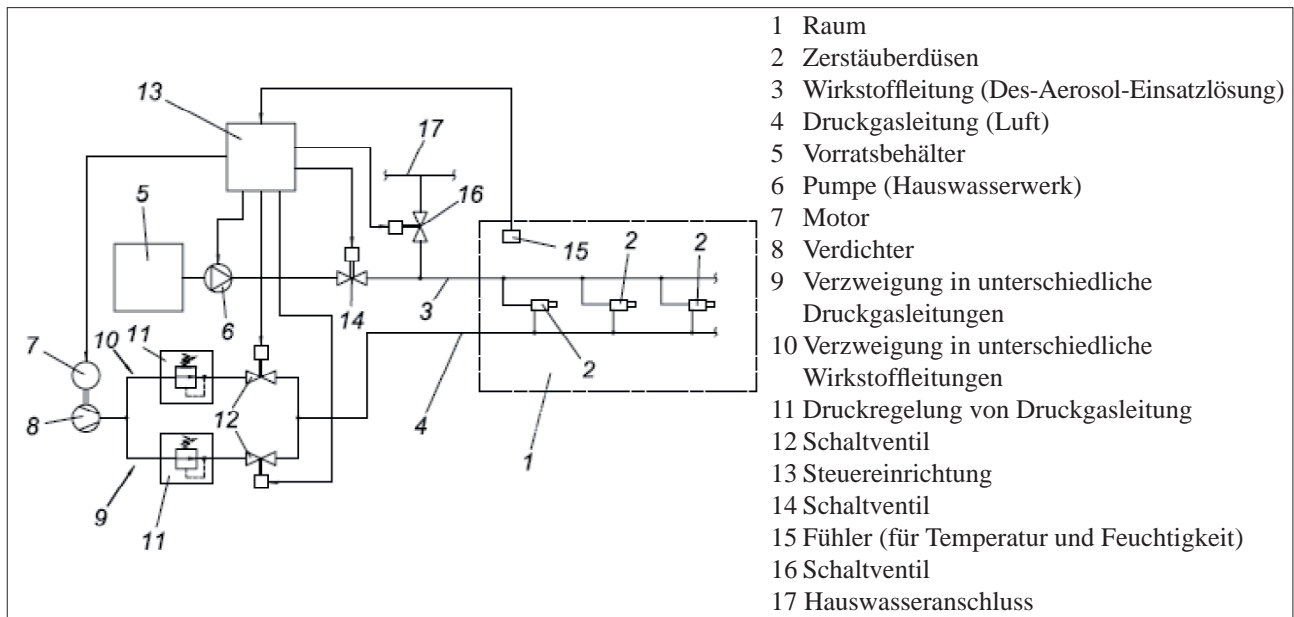 13
17
5
16
15
2
2
6
14
3
7
10
11
2
8
12
4
1
9
11
1 Raum
2 Zerstäuberdüsen
3 Wirkstoffleitung (Des-Aerosol-Einsatzlösung)
4 Druckgasleitung (Luft)
5 Vorratsbehälter
6 Pumpe (Hauswasserwerk)
7 Motor
8 Verdichter
9 Verzweigung in unterschiedliche
Druckgasleitungen
10 Verzweigung in unterschiedliche
Wirkstoffleitungen
11 Druckregelung von Druckgasleitung
12 Schaltventil
13 Steuereinrichtung
14 Schaltventil
15 Fühler (für Temperatur und Feuchtigkeit)
16 Schaltventil
17 Hauswasseranschluss